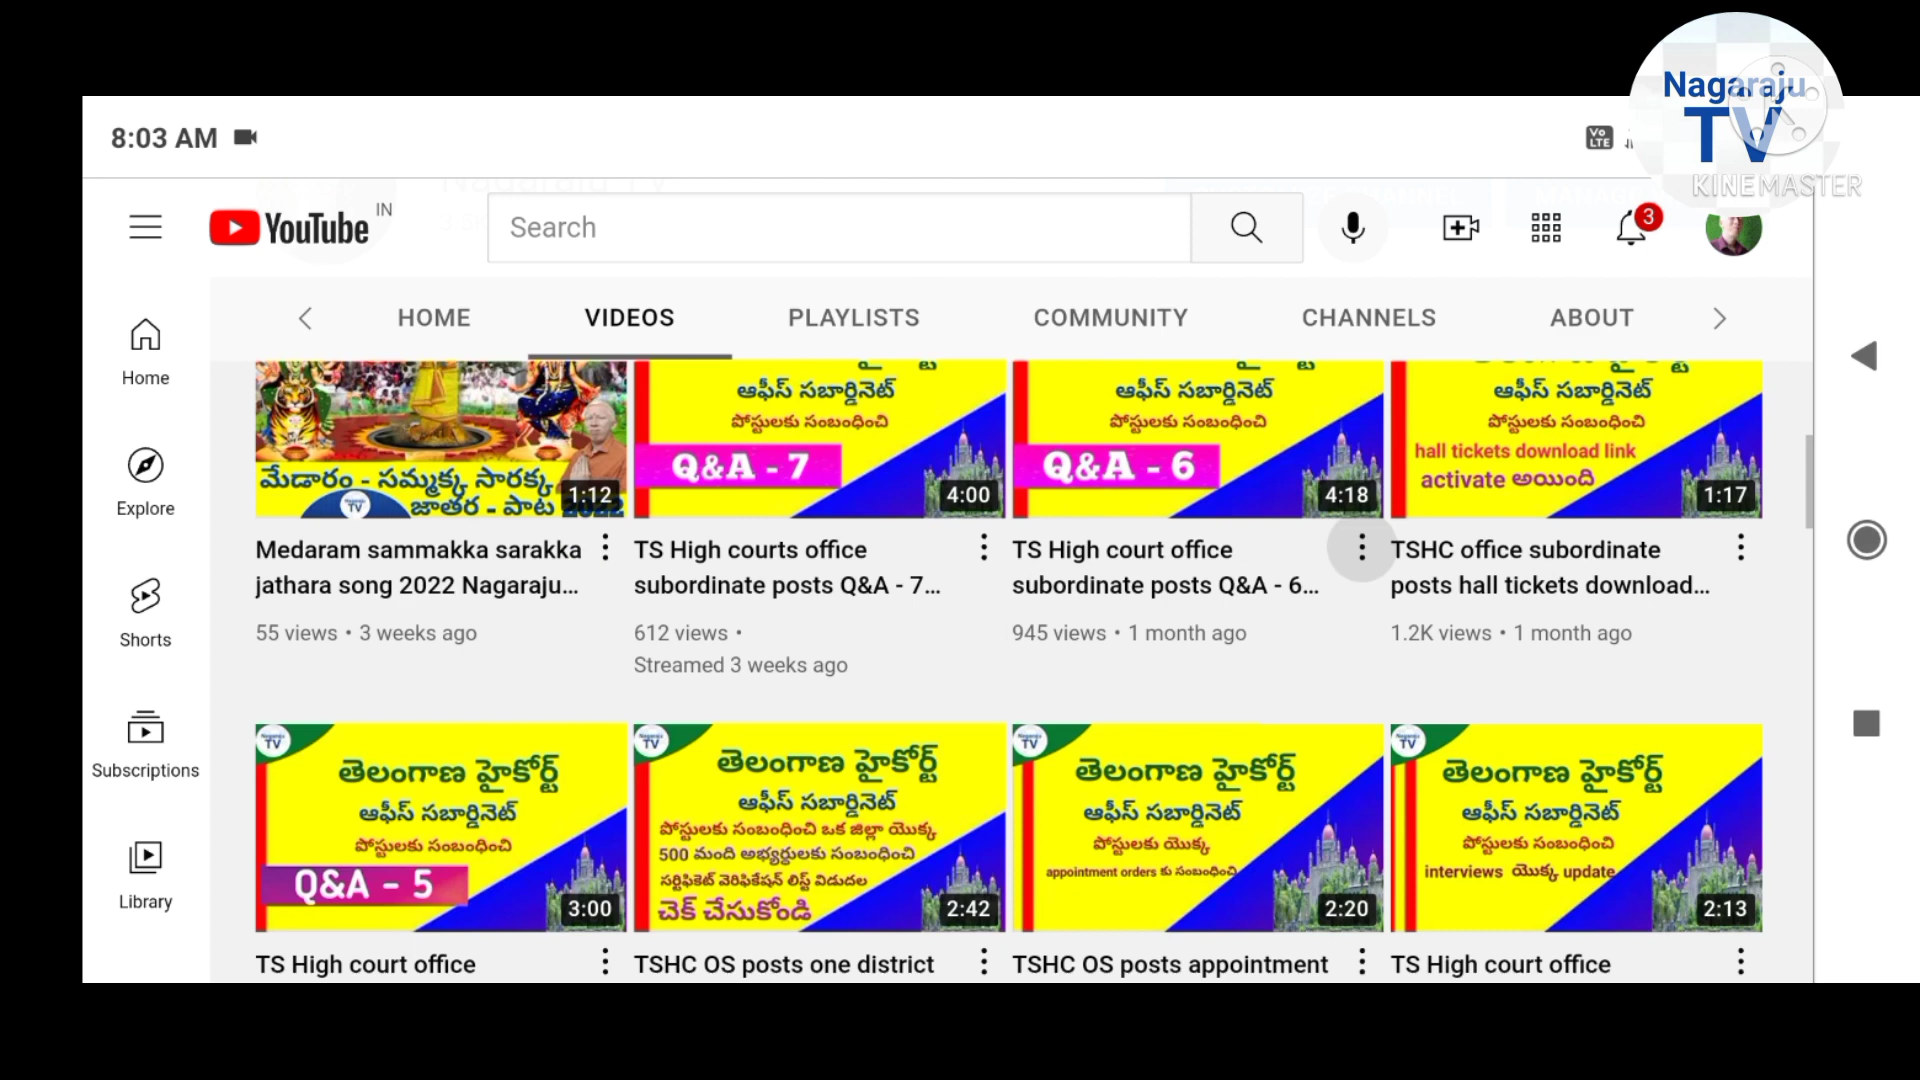 Nagaraju
TV
KINEMASTER
8:03 AM
Vo
LTE
Nagaraju TV
YouTube
IN
Search
3
HOME
VIDEOS
PLAYLISTS
COMMUNITY
CHANNELS
ABOUT
Home
Explore
Shorts
Subscriptions
Library
మేడారం - సమ్మక్క సారక్క
జాతర - పాట 2022
1:12
Medaram sammakka sarakka
jathara song 2022 Nagaraju...
55 views • 3 weeks ago
ఆఫీస్ సబార్డినెట్
పోస్టులకు సంబంధించి
Q&A - 7
4:00
TS High courts office
subordinate posts Q&A - 7...
612 views •
Streamed 3 weeks ago
ఆఫీస్ సబార్డినెట్
పోస్టులకు సంబంధించి
Q&A - 6
4:18
TS High court office
subordinate posts Q&A - 6...
945 views • 1 month ago
ఆఫీస్ సబార్డినెట్
పోస్టులకు సంబంధించి
hall tickets download link
activate అయింది
1:17
TSHC office subordinate
posts hall tickets download...
1.2K views • 1 month ago
తెలంగాణ హైకోర్ట్
ఆఫీస్ సబార్డినెట్
పోస్టులకు సంబంధించి
Q&A - 5
3:00
TS High court office
తెలంగాణ హైకోర్ట్
ఆఫీస్ సబార్డినెట్
పోస్టులకు సంబంధించి ఒక జిల్లా యొక్క
500 మంది అభ్యర్థులకు సంబంధించి
సర్టిఫికెట్ వెరిఫికేషన్ లిస్ట్ విడుదల
చెక్ చేసుకోండి
2:42
TSHC OS posts one district
తెలంగాణ హైకోర్ట్
ఆఫీస్ సబార్డినెట్
పోస్టులకు యొక్క
appointment orders కు సంబంధించి
2:20
TSHC OS posts appointment
తెలంగాణ హైకోర్ట్
ఆఫీస్ సబార్డినెట్
పోస్టులకు సంబంధించి
interviews యొక్క update
2:13
TS High court office